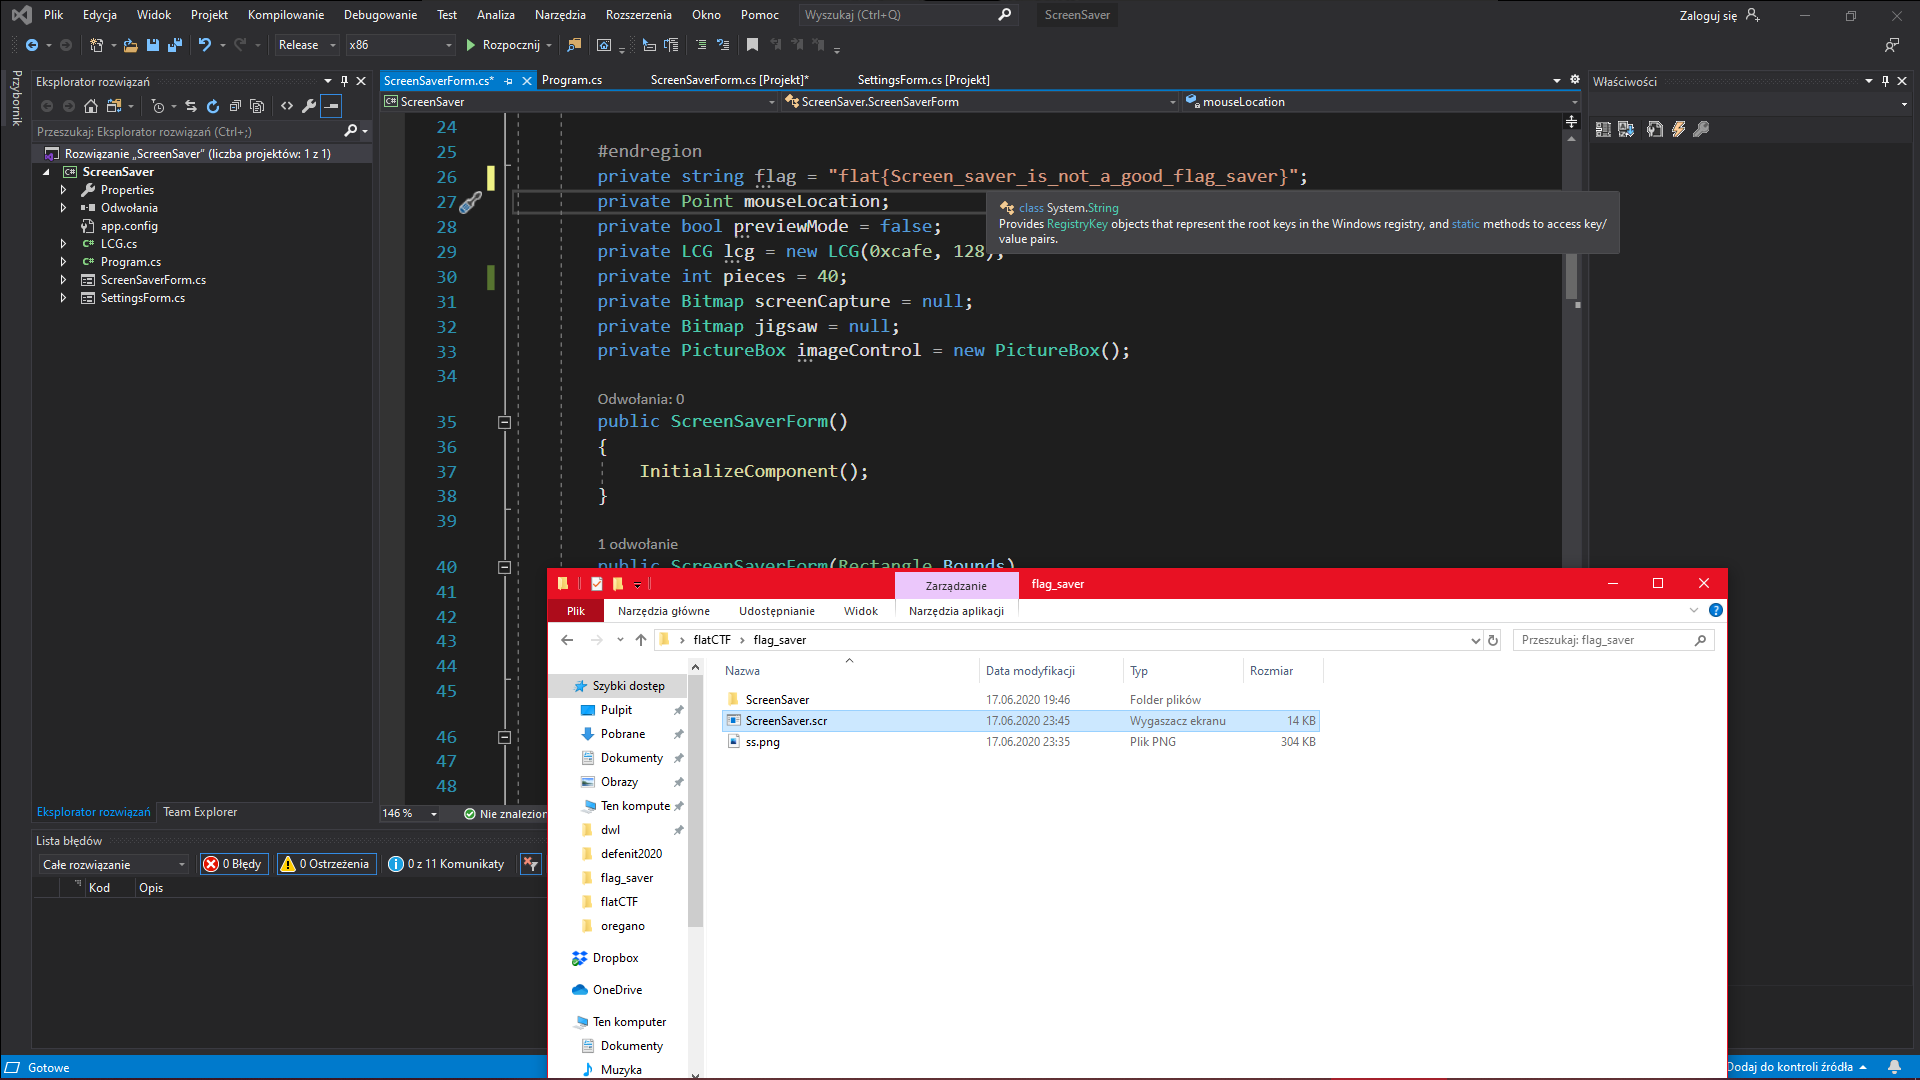 Plik Edycja Widok Projekt Kompilowanie Debugowanie Test Analiza Narzędzia Rozszerzenia Okno Pomoc Wyszukaj (Ctrl+Q) ScreenSaver Zaloguj się
Release x86 Rozpocznij
Przybornik
Eksplorator rozwiązań
Przeszukaj: Eksplorator rozwiązań (Ctrl+;)
Rozwiązanie „ScreenSaver” (liczba projektów: 1 z 1)
ScreenSaver
Properties
Odwołania
app.config
LCG.cs
Program.cs
ScreenSaverForm.cs
SettingsForm.cs
Eksplorator rozwiązań Team Explorer
ScreenSaverForm.cs* Program.cs ScreenSaverForm.cs [Projekt]* SettingsForm.cs [Projekt]
ScreenSaver ScreenSaver.ScreenSaverForm mouseLocation
24
25 #endregion
26 private string flag = "flat{Screen_saver_is_not_a_good_flag_saver}";
27 private Point mouseLocation;
28 private bool previewMode = false;
29 private LCG lcg = new LCG(0xcafe, 128);
30 private int pieces = 40;
31 private Bitmap screenCapture = null;
32 private Bitmap jigsaw = null;
33 private PictureBox imageControl = new PictureBox();
34
Odwołania: 0
35 public ScreenSaverForm()
36 {
37 InitializeComponent();
38 }
39
1 odwołanie
40 public ScreenSaverForm(Rectangle Bounds)
41
42
43
44
45
46
47
48
class System.String
Provides RegistryKey objects that represent the root keys in the Windows registry, and static methods to access key/
value pairs.
146 % Nie znalezion
Właściwości
Lista błędów
Całe rozwiązanie 0 Błędy 0 Ostrzeżenia 0 z 11 Komunikaty
Kod Opis
Gotowe
Dodaj do kontroli źródła
Zarządzanie flag_saver
Plik Narzędzia główne Udostępnianie Widok Narzędzia aplikacji
flatCTF flag_saver
Przeszukaj: flag_saver
Szybki dostęp
Pulpit
Pobrane
Dokumenty
Obrazy
Ten kompute
dwl
defenit2020
flag_saver
flatCTF
oregano
Dropbox
OneDrive
Ten komputer
Dokumenty
Muzyka
Nazwa Data modyfikacji Typ Rozmiar
ScreenSaver 17.06.2020 19:46 Folder plików
ScreenSaver.scr 17.06.2020 23:45 Wygaszacz ekranu 14 KB
ss.png 17.06.2020 23:35 Plik PNG 304 KB